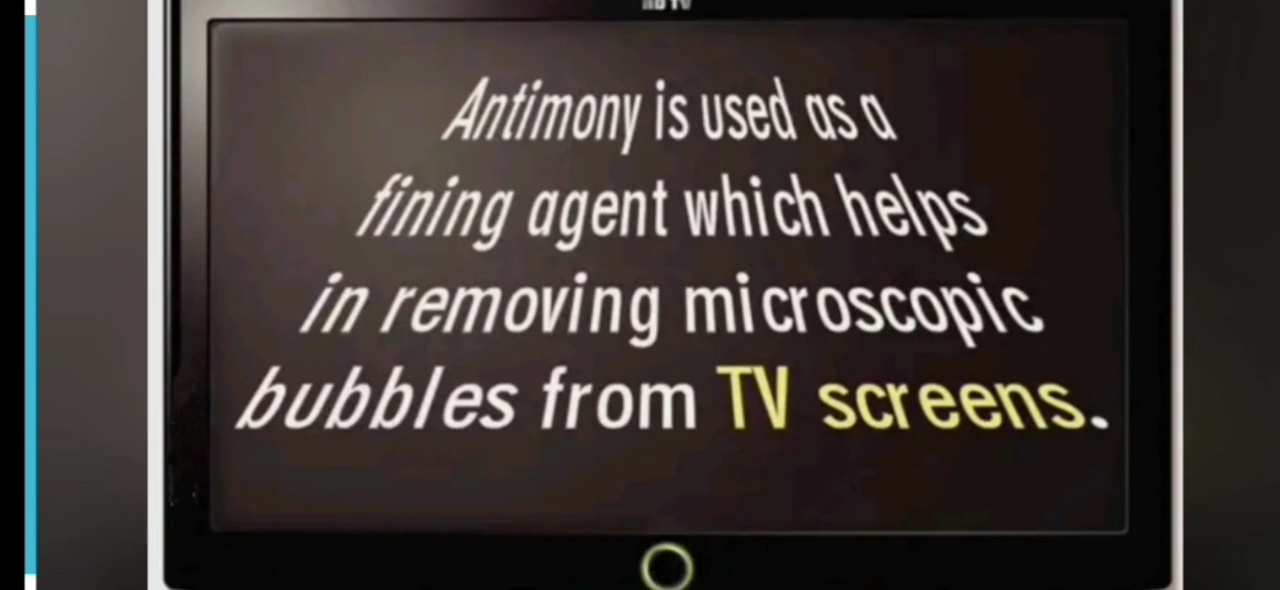 Antimony is used as a
fining agent which helps
in removing microscopic
bubbles from TV screens.